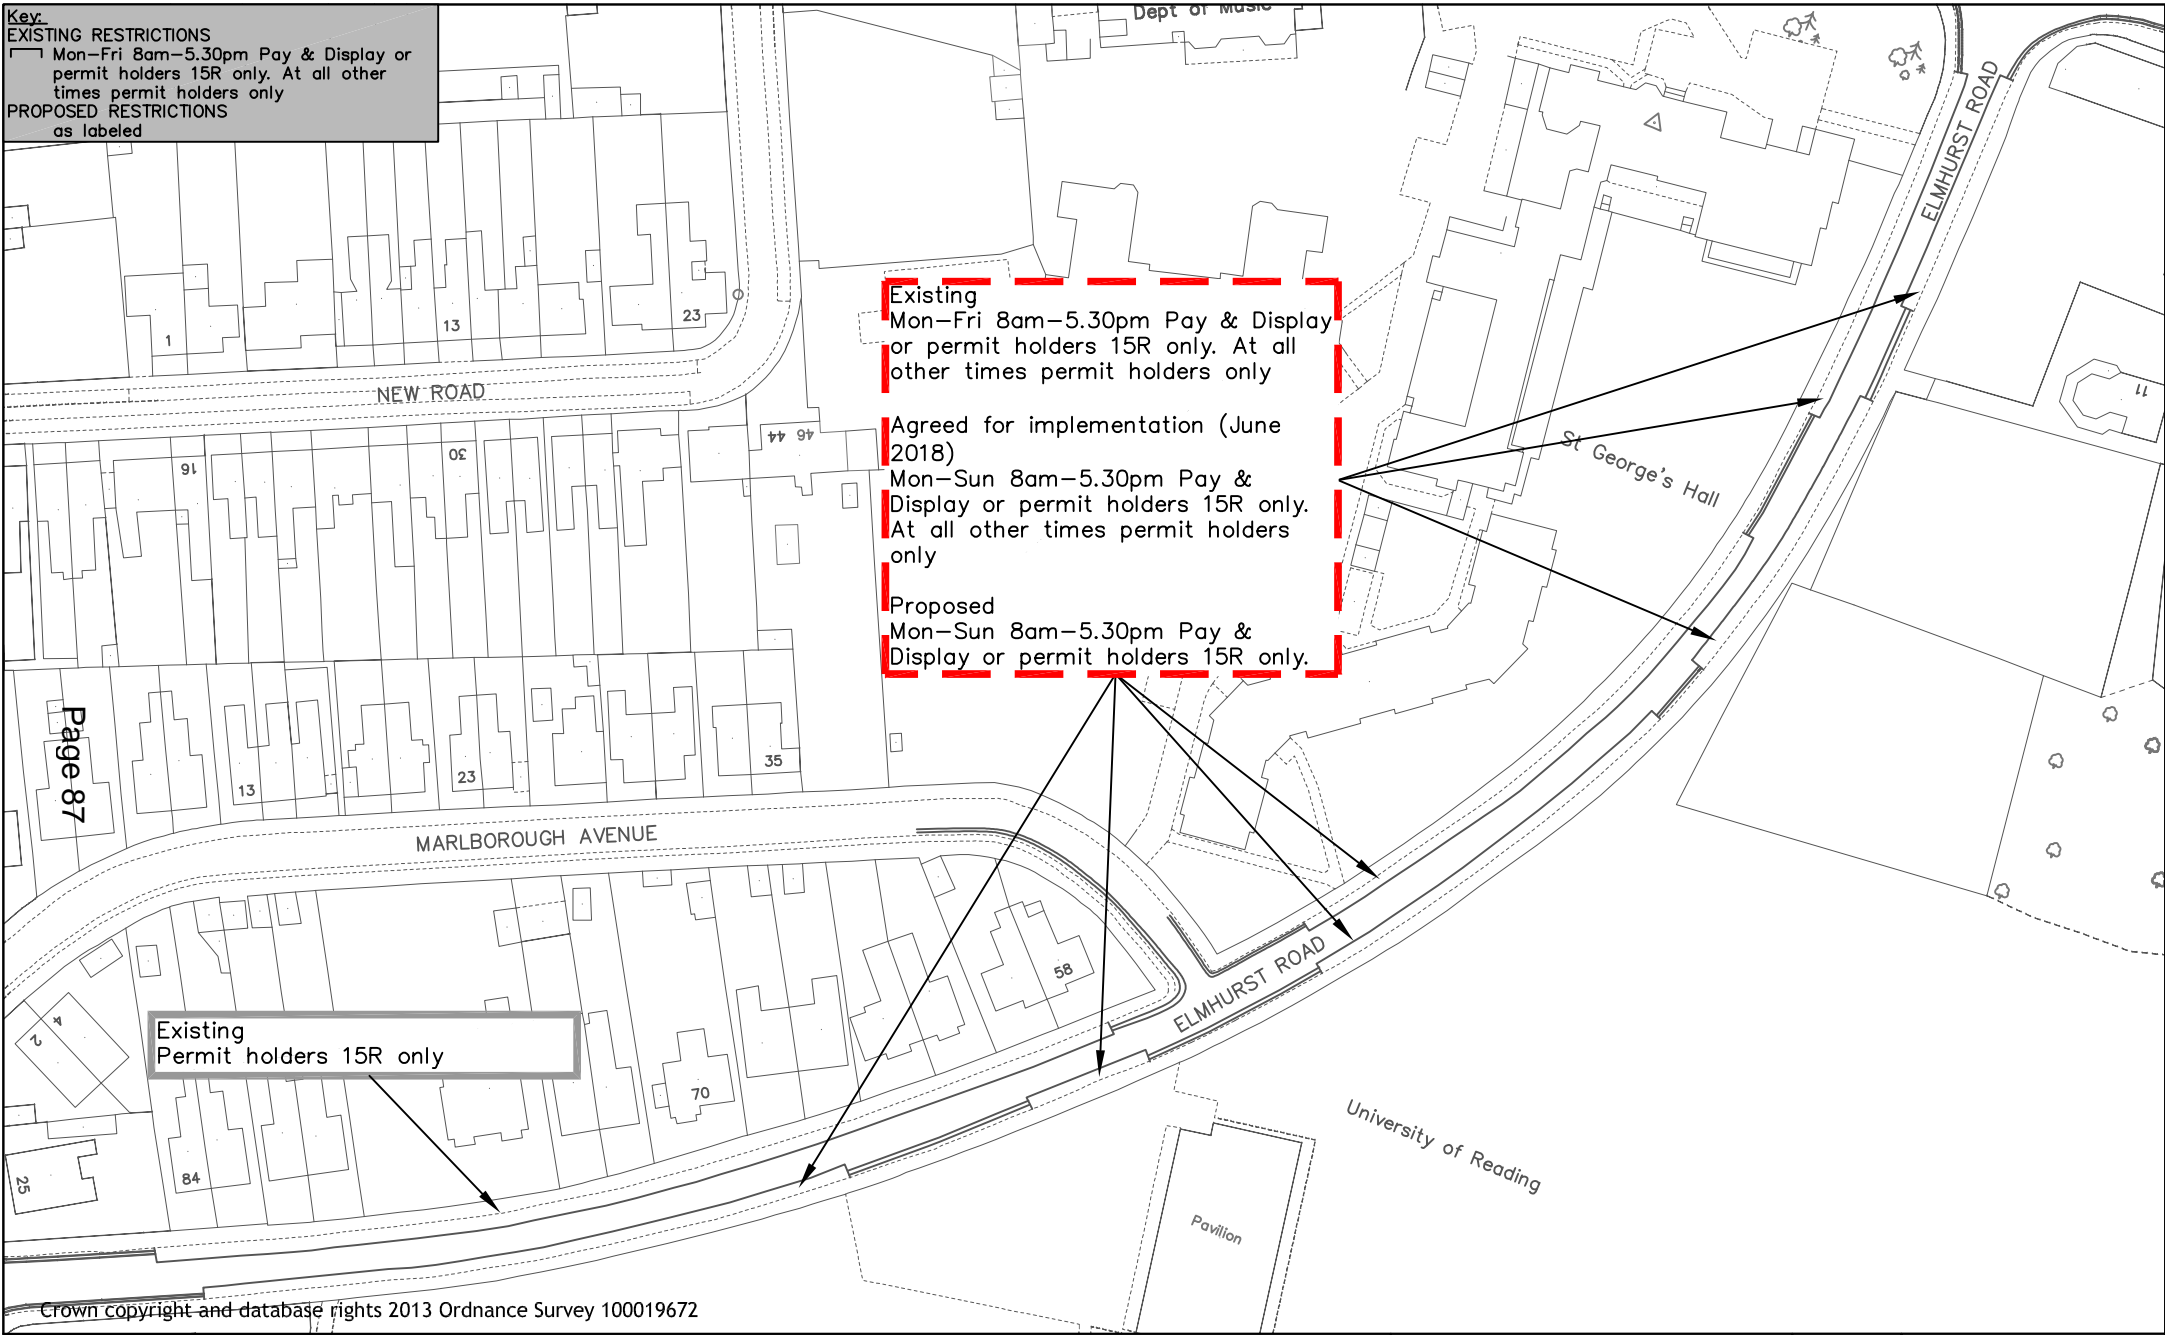 Key:
EXISTING RESTRICTIONS
Mon-Fri 8am-5.30pm Pay & Display or
permit holders 15R only. At all other
times permit holders only
PROPOSED RESTRICTIONS
as labeled
Dept of Music
ELMHURST ROAD
1
13
23
NEW ROAD
16
30
44
46
11
Existing
Mon-Fri 8am-5.30pm Pay & Display
or permit holders 15R only. At all
other times permit holders only
Agreed for implementation (June
2018)
Mon-Sun 8am-5.30pm Pay &
Display or permit holders 15R only.
At all other times permit holders
only
Proposed
Mon-Sun 8am-5.30pm Pay &
Display or permit holders 15R only.
St George's Hall
Page 87
13
23
35
MARLBOROUGH AVENUE
58
ELMHURST ROAD
2
4
Existing
Permit holders 15R only
70
84
25
University of Reading
Pavilion
Crown copyright and database rights 2013 Ordnance Survey 100019672